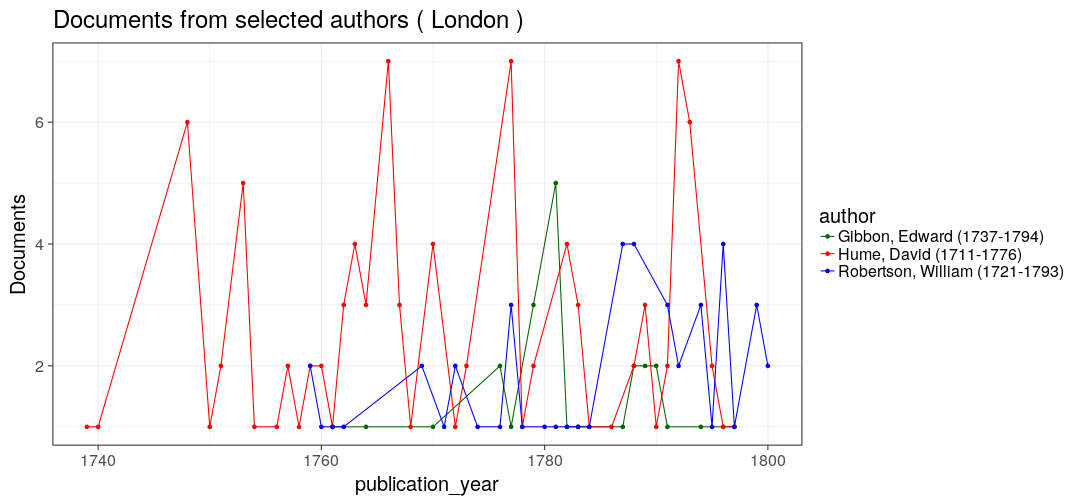 Documents from selected authors ( London )
Documents
6
4
2
1740
1760
1780
1800
publication_year
author
Gibbon, Edward (1737-1794)
Hume, David (1711-1776)
Robertson, William (1721-1793)